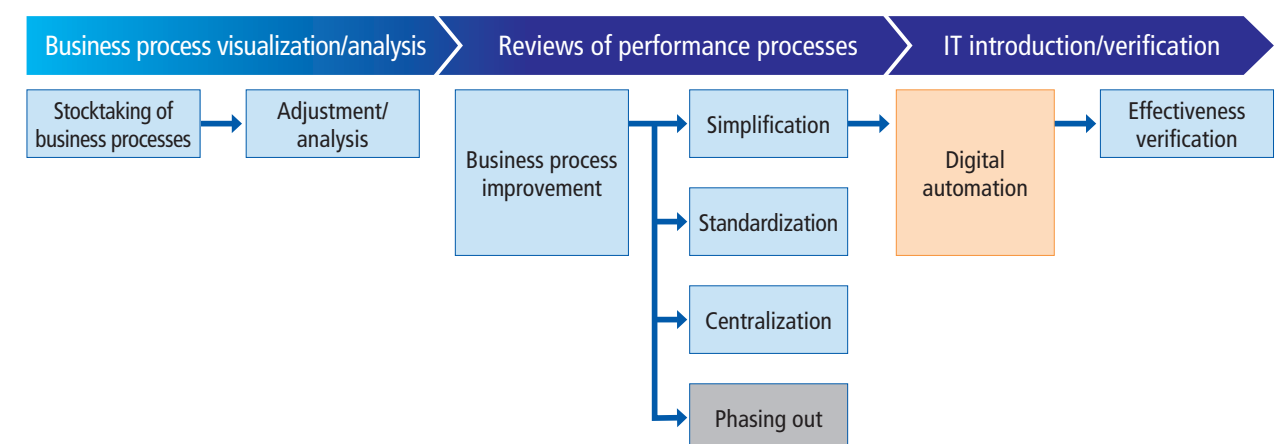 Business process visualization/analysis
Reviews of performance processes
IT introduction/verification
Stocktaking of
business processes
Adjustment/
analysis
Business process
improvement
Simplification
Standardization
Centralization
Phasing out
Digital
automation
Effectiveness
verification